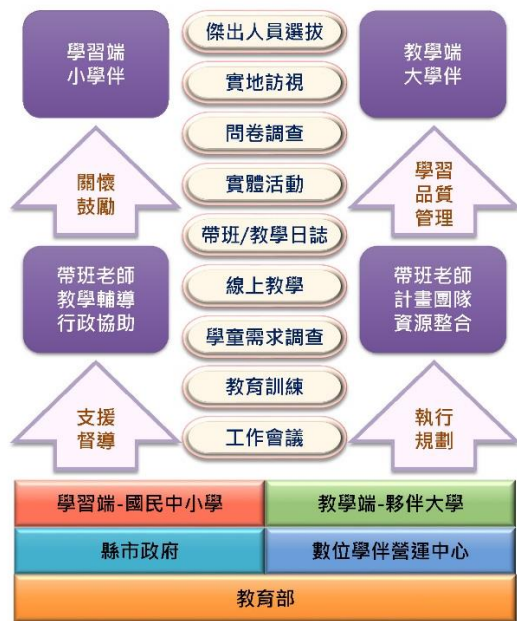 學習端
小學伴
傑出人員選拔
教學端
大學伴
實地訪視
問卷調查
關懷
鼓勵
實體活動
學習
品質
管理
帶班/教學日誌
帶班老師
教學輔導
行政協助
線上教學
帶班老師
計畫團隊
資源整合
學童需求調查
教育訓練
支援
督導
工作會議
執行
規劃
學習端-國民中小學
教學端-夥伴大學
縣市政府
數位學伴營運中心
教育部